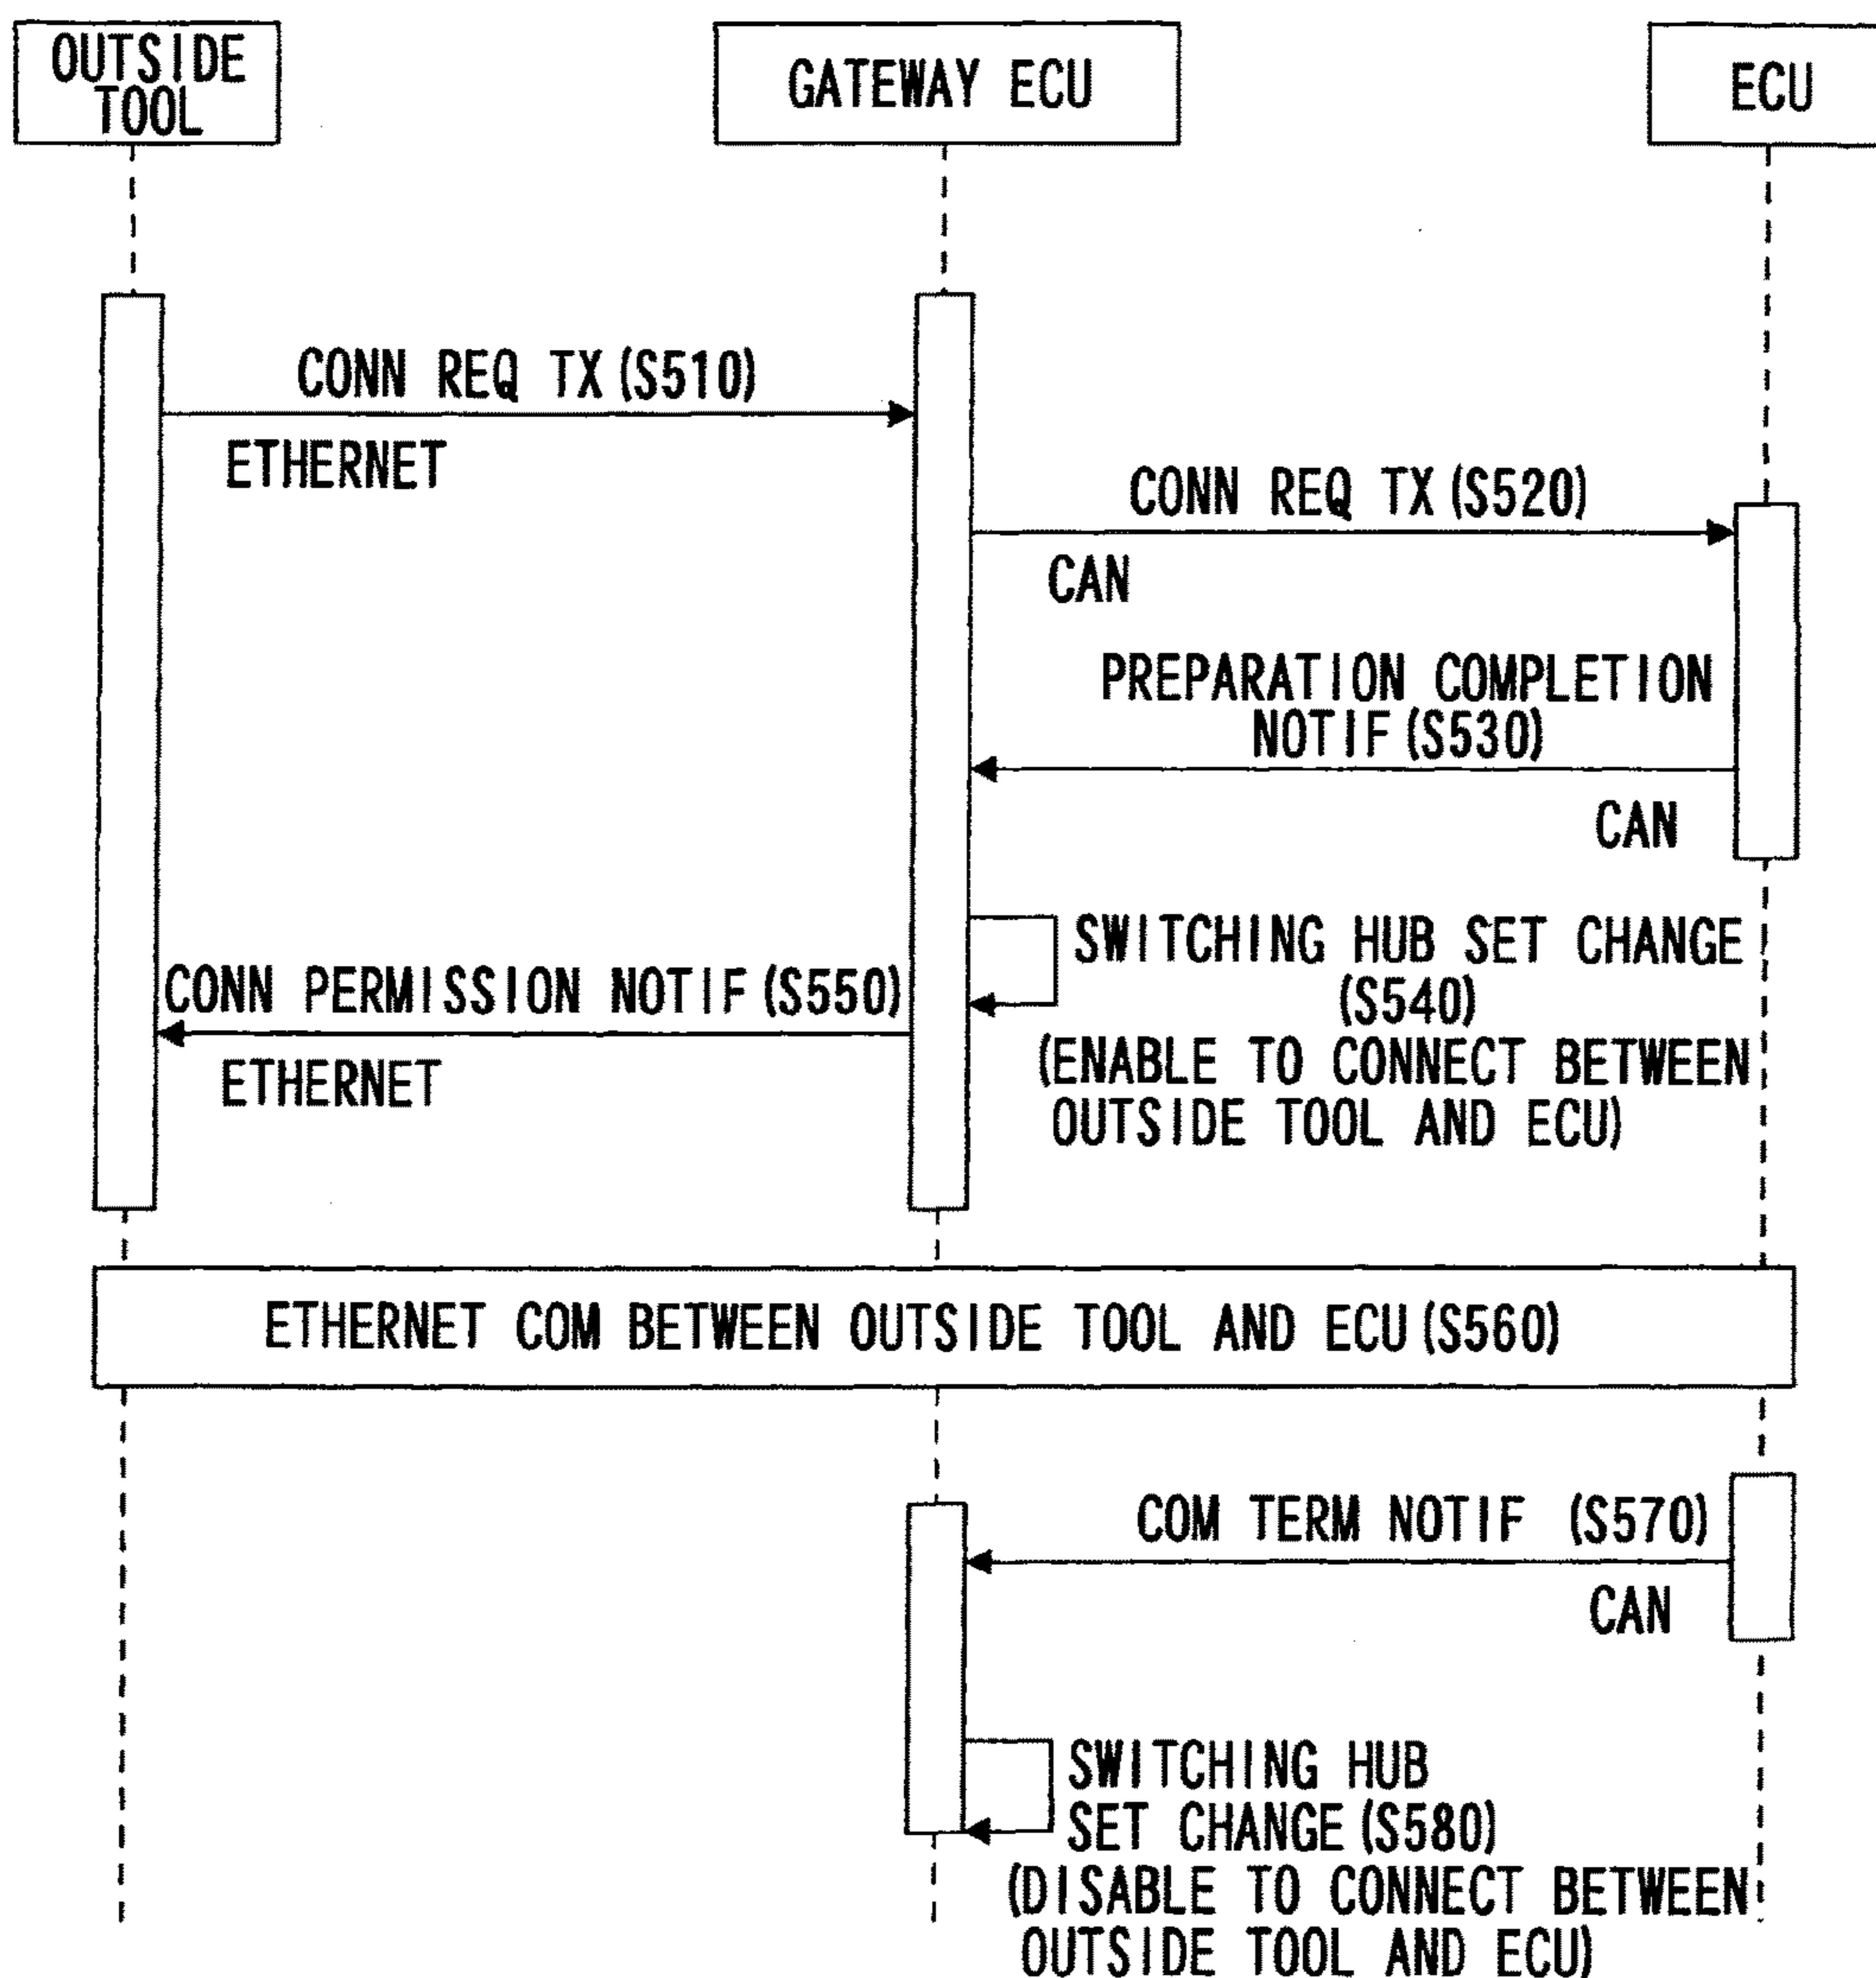 OUTSIDE
TOOL
GATEWAY ECU
ECU
CONN REQ TX (S510)
ETHERNET
CONN REQ TX (S520)
CAN
PREPARATION COMPLETION
NOTIF (S530)
CAN
SWITCHING HUB SET CHANGE
(S540)
(ENABLE TO CONNECT BETWEEN
OUTSIDE TOOL AND ECU)
CONN PERMISSION NOTIF (S550)
ETHERNET
ETHERNET COM BETWEEN OUTSIDE TOOL AND ECU (S560)
COM TERM NOTIF (S570)
CAN
SWITCHING HUB
SET CHANGE (S580)
(DISABLE TO CONNECT BETWEEN
OUTSIDE TOOL AND ECU)